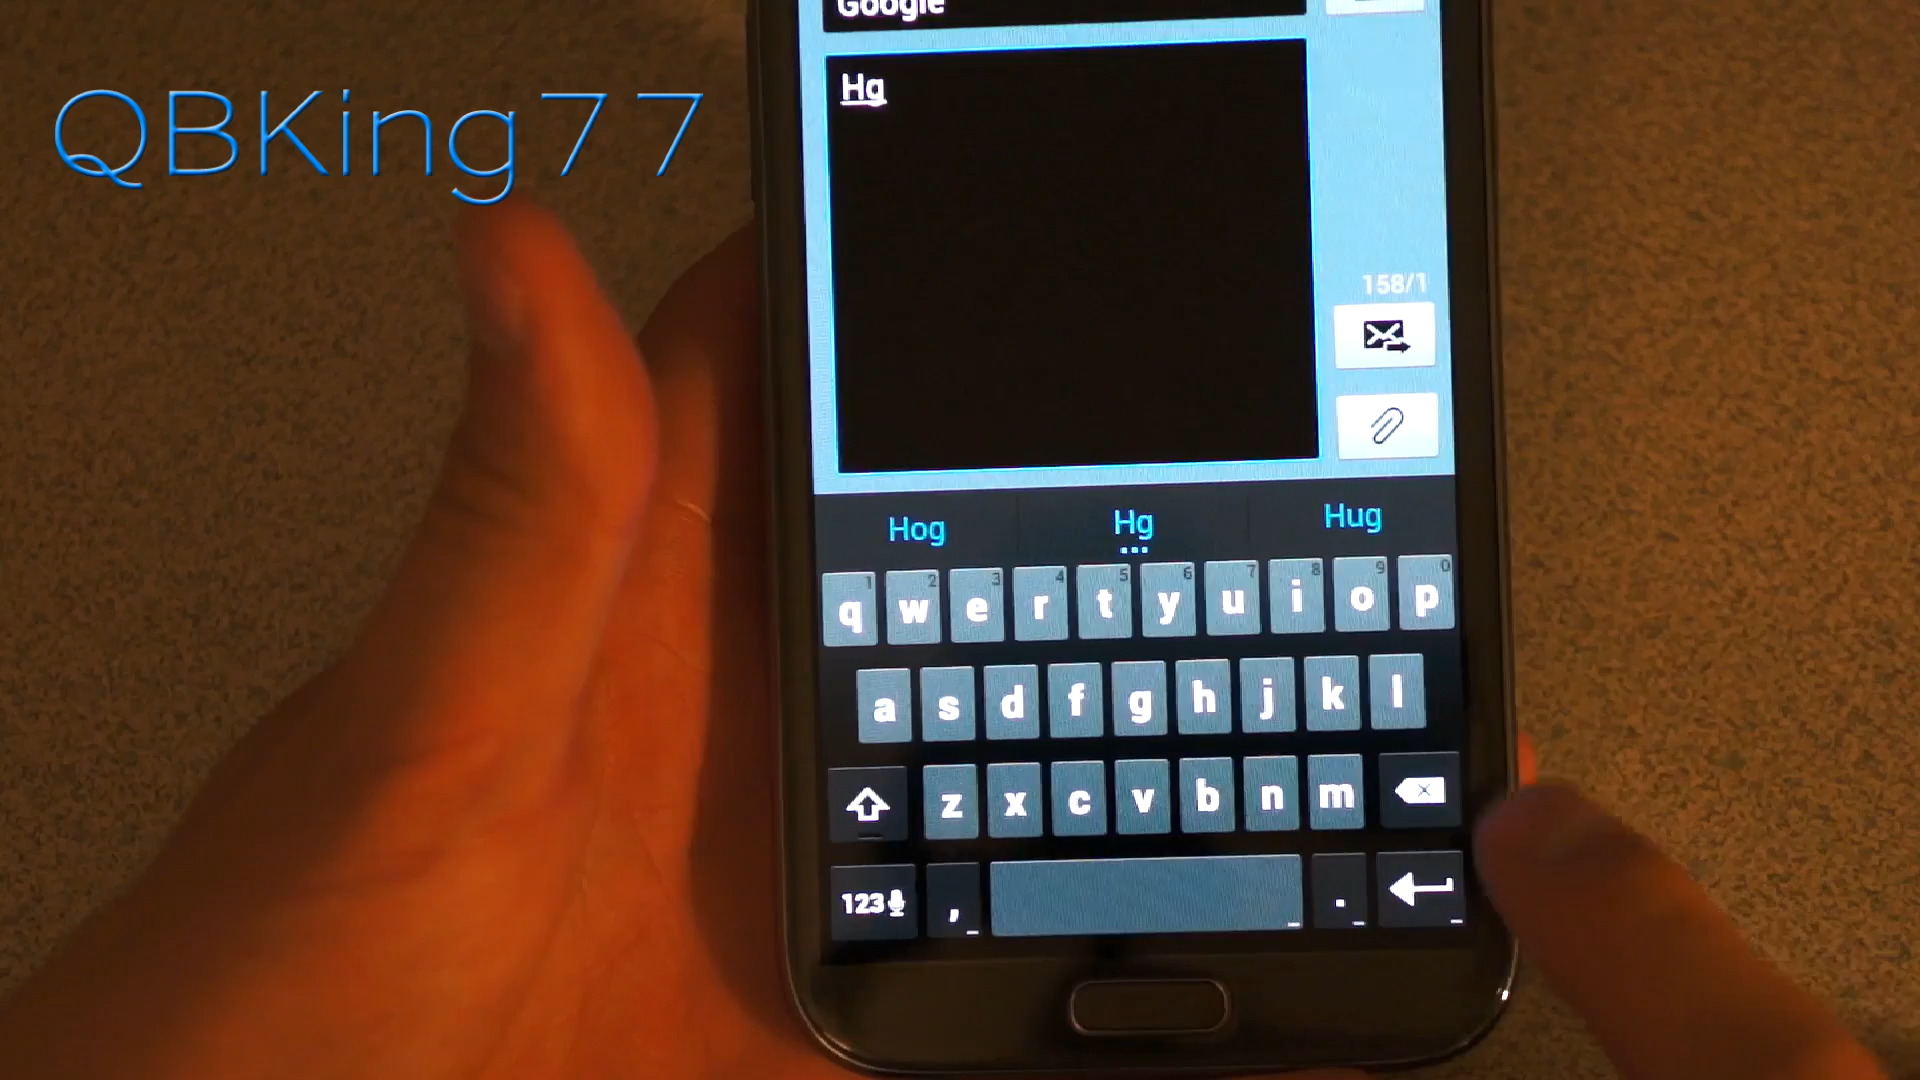 QBKing77
Google
Hg
158/1
Hog Hg Hug
1 2 3 4 5 6 7 8 9 0
q w e r t y u i o p
a s d f g h j k l
z x c v b n m
123 , .